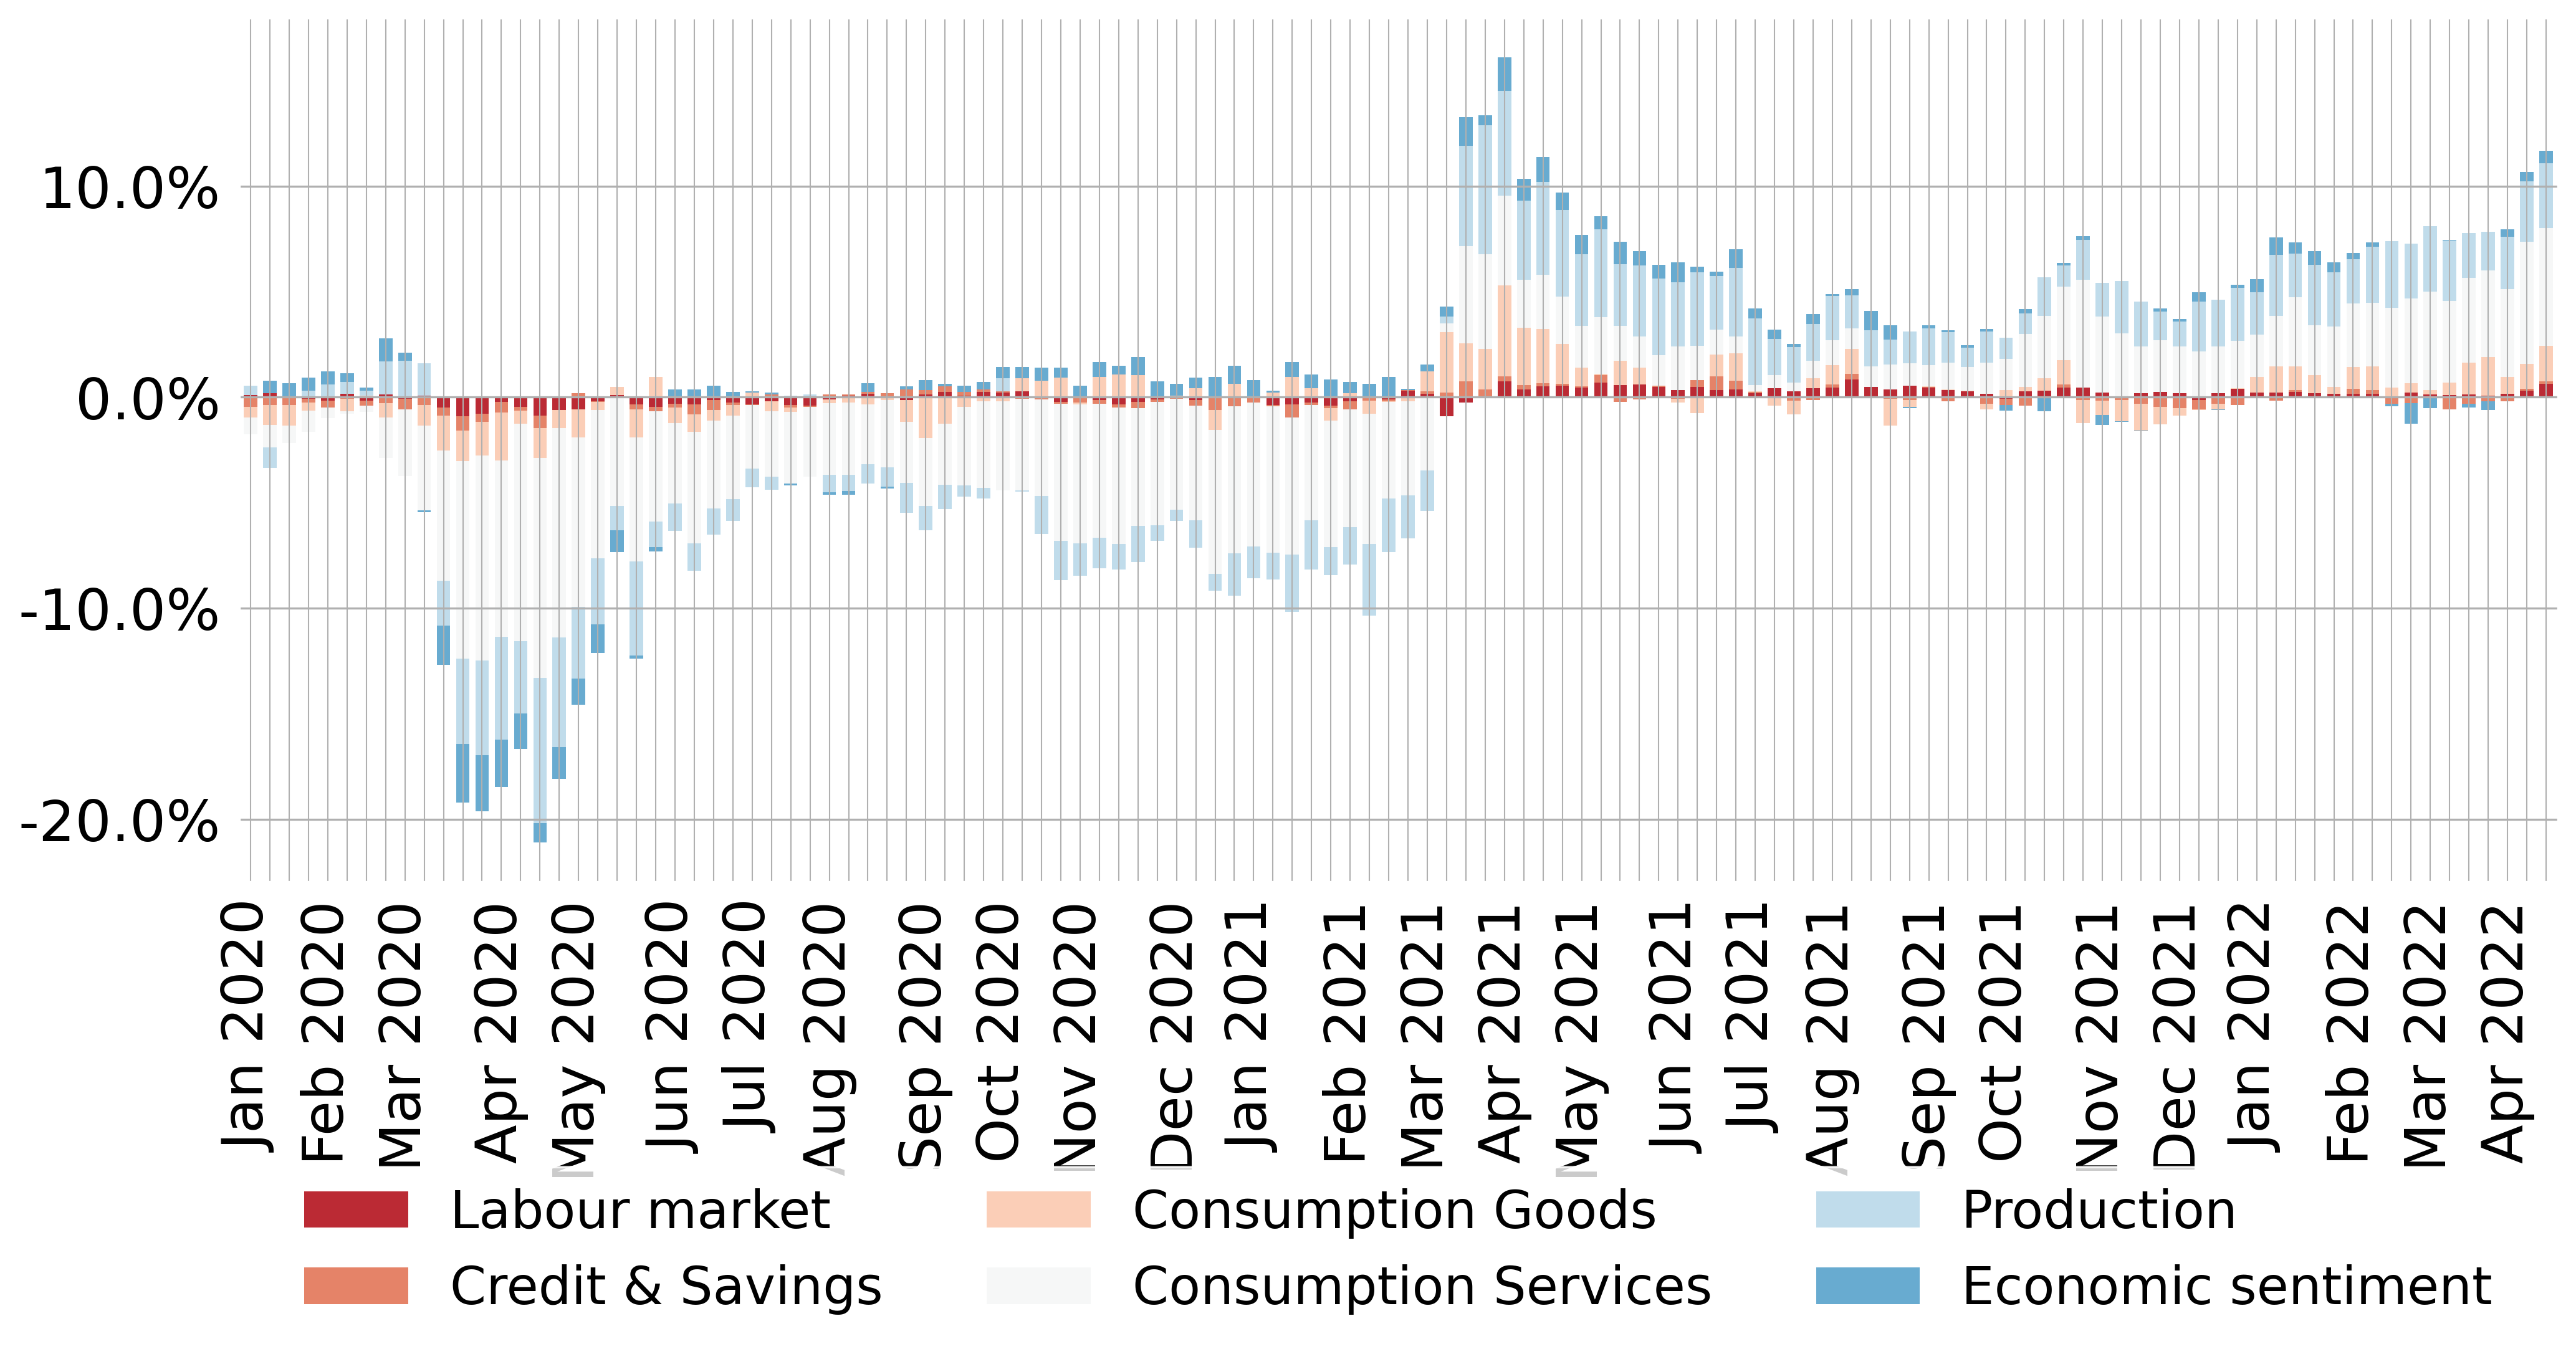 10.0%
0.0%
-10.0%
-20.0%
Jan 2020
Feb 2020
Mar 2020
Apr 2020
May 2020
Jun 2020
Jul 2020
Aug 2020
Sep 2020
Oct 2020
Nov 2020
Dec 2020
Jan 2021
Feb 2021
Mar 2021
Apr 2021
May 2021
Jun 2021
Jul 2021
Aug 2021
Sep 2021
Oct 2021
Nov 2021
Dec 2021
Jan 2022
Feb 2022
Mar 2022
Apr 2022
Labour market
Consumption Goods
Production
Credit & Savings
Consumption Services
Economic sentiment